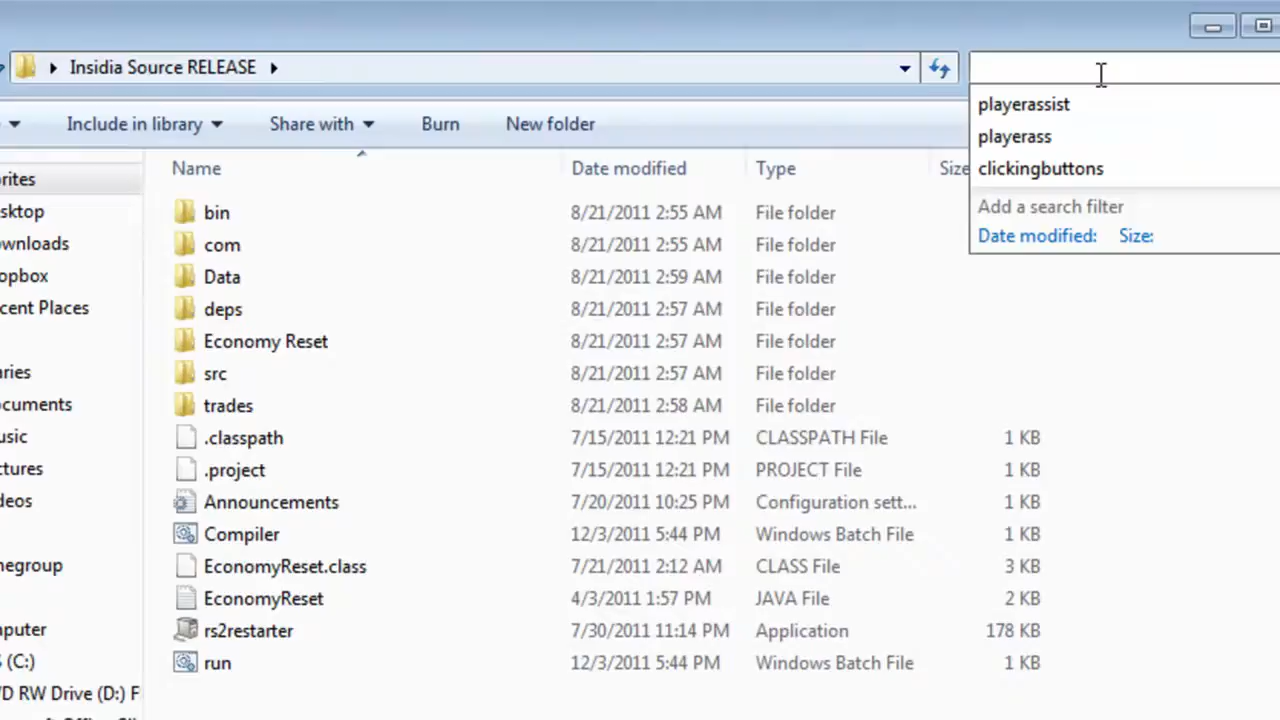 Insidia Source RELEASE
playerassist
playerass
clickingbuttons
Add a search filter
Date modified: Size:
Include in library Share with Burn New folder
Name Date modified Type Size
rites
sktop
wnloads
opbox
cent Places
ries
cuments
usic
tures
deos
negroup
puter
(C:)
D RW Drive (D:) F
bin 8/21/2011 2:55 AM File folder
com 8/21/2011 2:55 AM File folder
Data 8/21/2011 2:59 AM File folder
deps 8/21/2011 2:57 AM File folder
Economy Reset 8/21/2011 2:57 AM File folder
src 8/21/2011 2:57 AM File folder
trades 8/21/2011 2:58 AM File folder
.classpath 7/15/2011 12:21 PM CLASSPATH File 1 KB
.project 7/15/2011 12:21 PM PROJECT File 1 KB
Announcements 7/20/2011 10:25 PM Configuration sett... 1 KB
Compiler 12/3/2011 5:44 PM Windows Batch File 1 KB
EconomyReset.class 7/21/2011 2:12 AM CLASS File 3 KB
EconomyReset 4/3/2011 1:57 PM JAVA File 2 KB
rs2restarter 7/30/2011 11:14 PM Application 178 KB
run 12/3/2011 5:44 PM Windows Batch File 1 KB